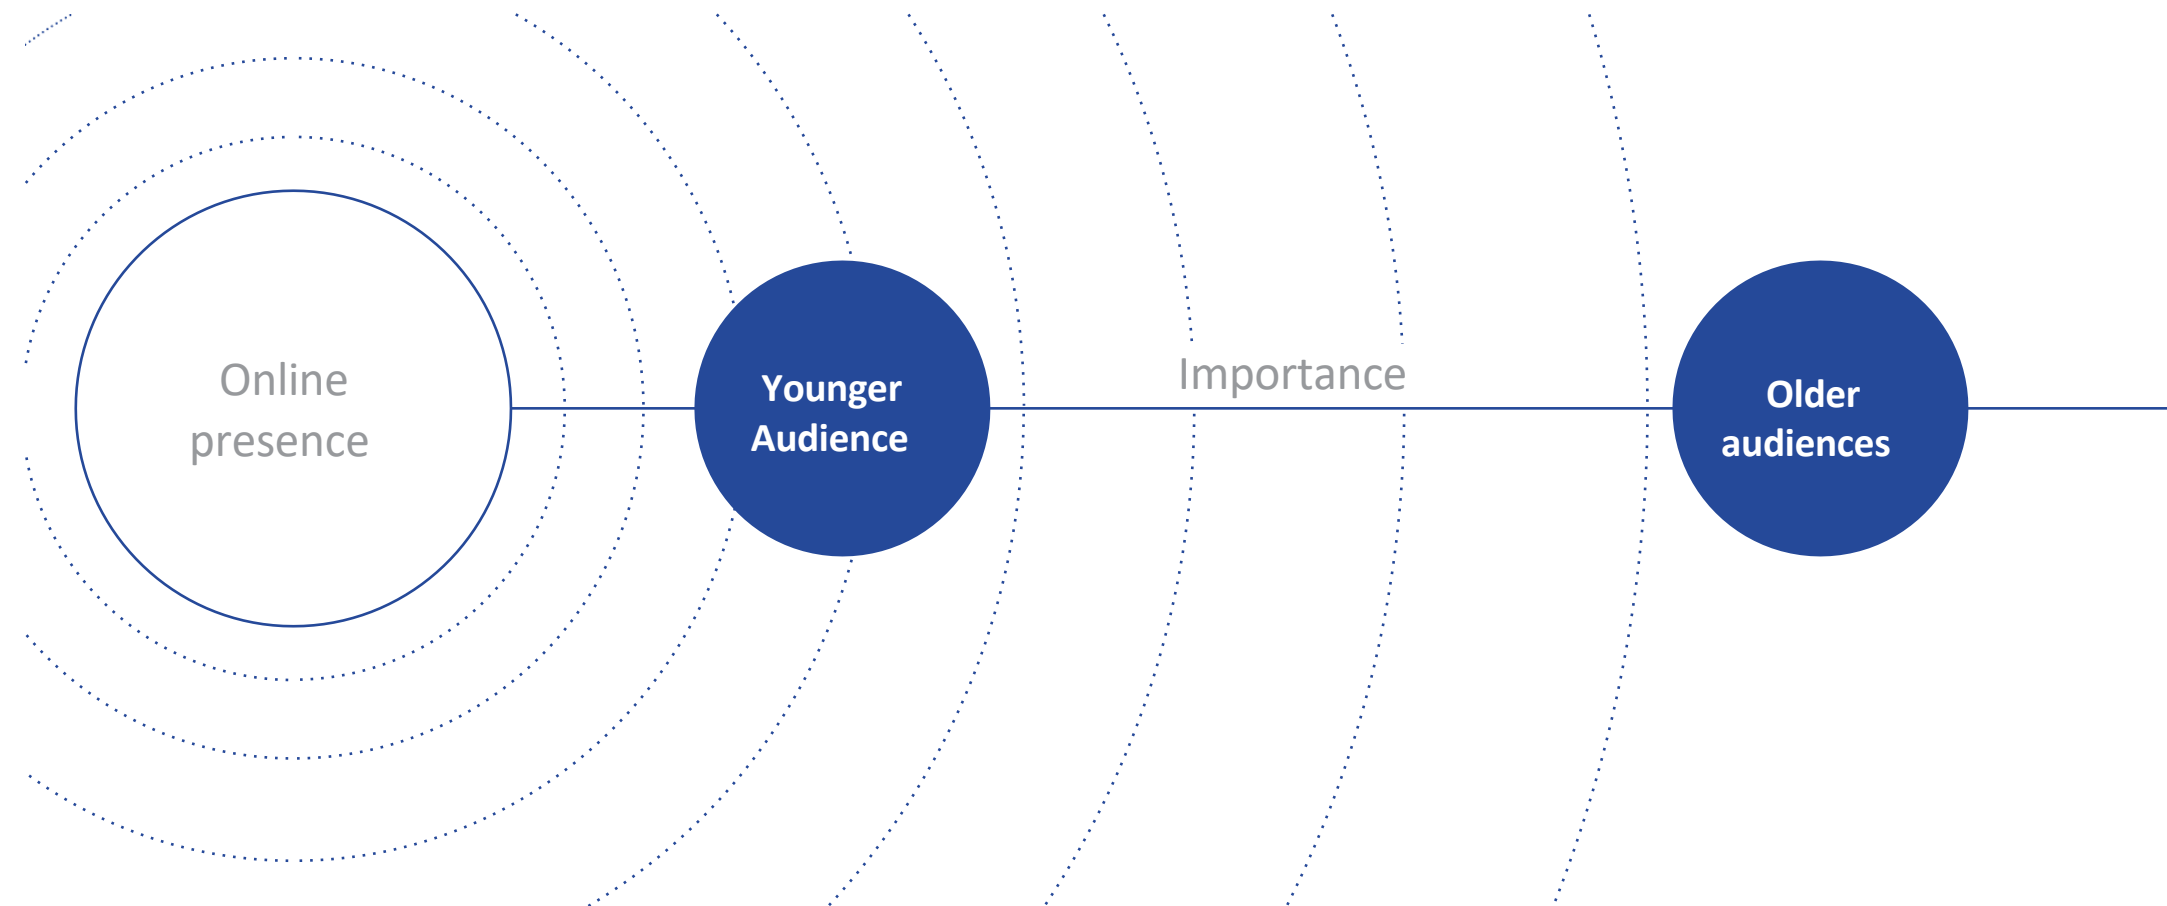 Online
presence
Younger
Audience
Importance
Older
audiences